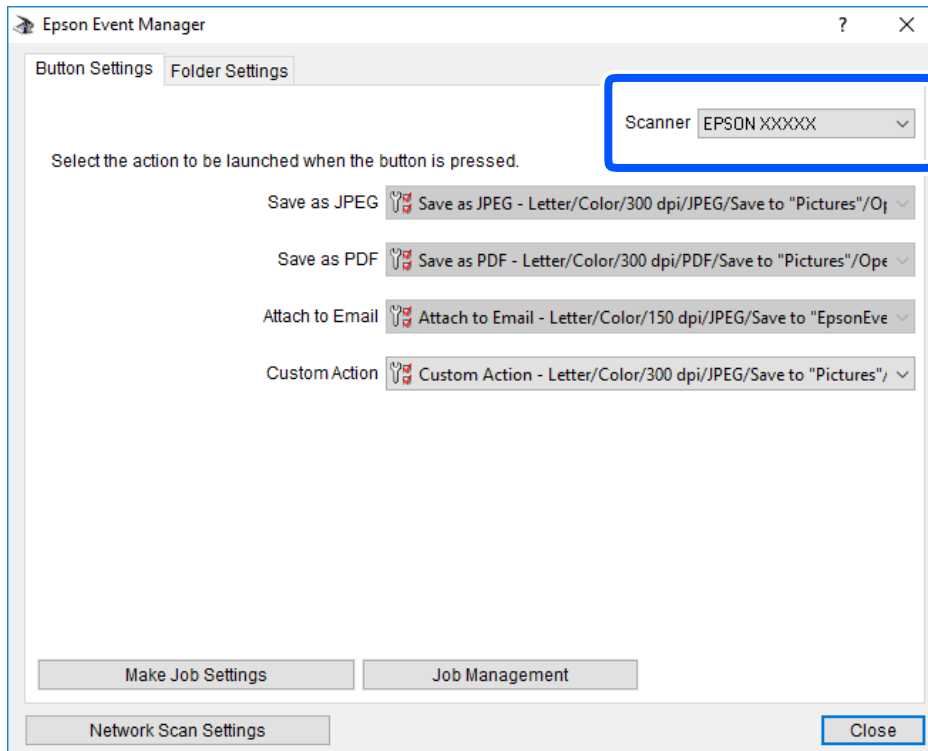 Epson Event Manager
Button Settings Folder Settings
Scanner EPSON XXXXX
Select the action to be launched when the button is pressed.
Save as JPEG Save as JPEG - Letter/Color/300 dpi/JPEG/Save to "Pictures"/Op
Save as PDF Save as PDF - Letter/Color/300 dpi/PDF/Save to "Pictures"/Ope
Attach to Email Attach to Email - Letter/Color/150 dpi/JPEG/Save to "EpsonEve
Custom Action Custom Action - Letter/Color/300 dpi/JPEG/Save to "Pictures"/
Make Job Settings Job Management
Network Scan Settings Close